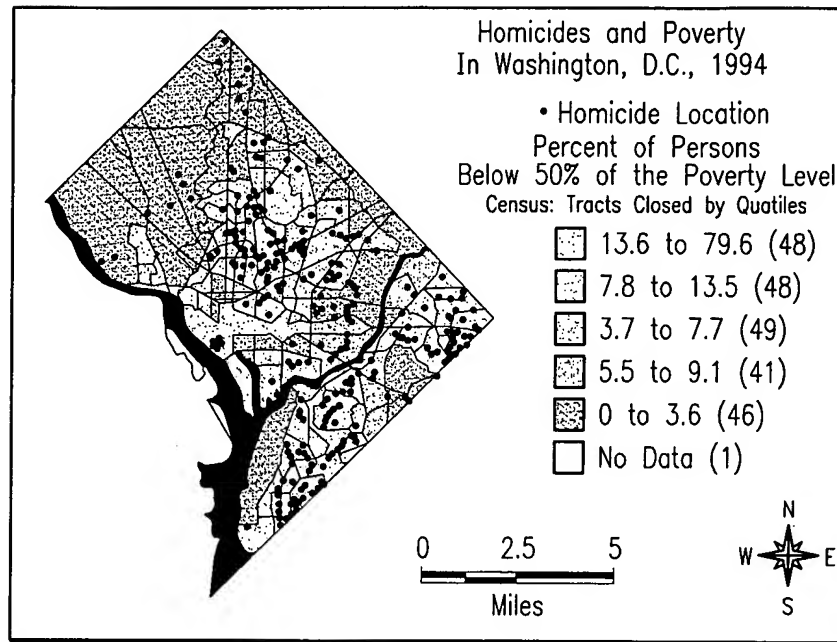 Homicides and Poverty
In Washington, D.C., 1994
• Homicide Location
Percent of Persons
Below 50% of the Poverty Level
Census: Tracts Closed by Quatiles
13.6 to 79.6 (48)
7.8 to 13.5 (48)
3.7 to 7.7 (49)
5.5 to 9.1 (41)
0 to 3.6 (46)
No Data (1)
0 2.5 5
Miles
N
W E
S